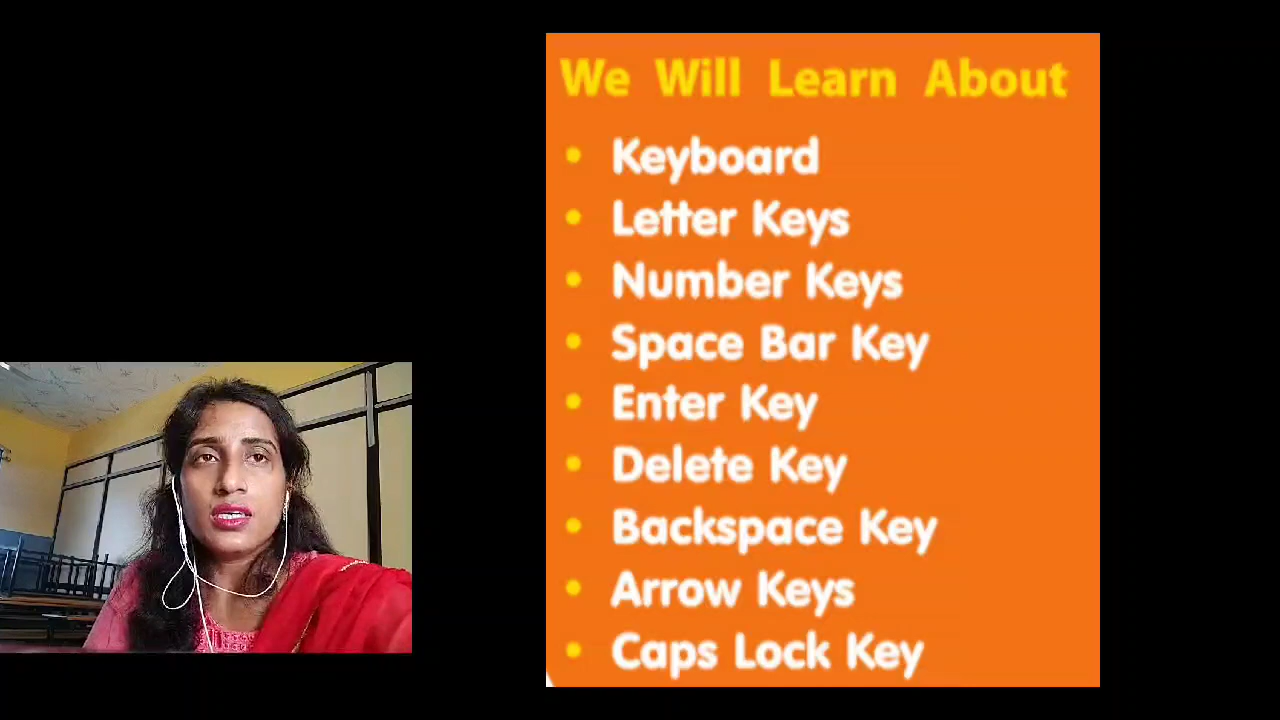 We Will Learn About
• Keyboard
• Letter Keys
• Number Keys
• Space Bar Key
• Enter Key
• Delete Key
• Backspace Key
• Arrow Keys
• Caps Lock Key